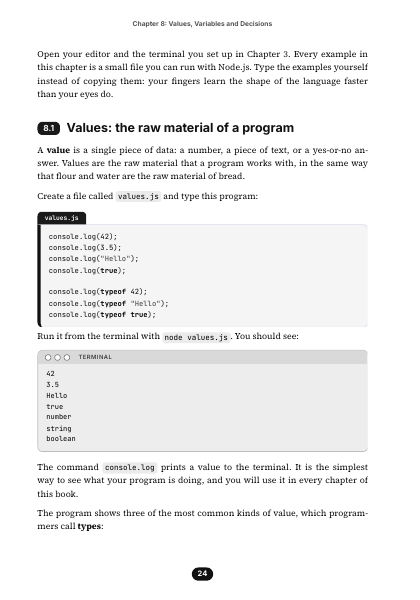 Chapter 8: Values, Variables and Decisions
Open your editor and the terminal you set up in Chapter 3. Every example in
this chapter is a small file you can run with Node.js. Type the examples yourself
instead of copying them: your fingers learn the shape of the language faster
than your eyes do.
8.1 Values: the raw material of a program
A value is a single piece of data: a number, a piece of text, or a yes-or-no an-
swer. Values are the raw material that a program works with, in the same way
that flour and water are the raw material of bread.
Create a file called values.js and type this program:
values.js
console.log(42);
console.log(3.5);
console.log("Hello");
console.log(true);
console.log(typeof 42);
console.log(typeof "Hello");
console.log(typeof true);
Run it from the terminal with node values.js. You should see:
TERMINAL
42
3.5
Hello
true
number
string
boolean
The command console.log prints a value to the terminal. It is the simplest
way to see what your program is doing, and you will use it in every chapter of
this book.
The program shows three of the most common kinds of value, which program-
mers call types:
24